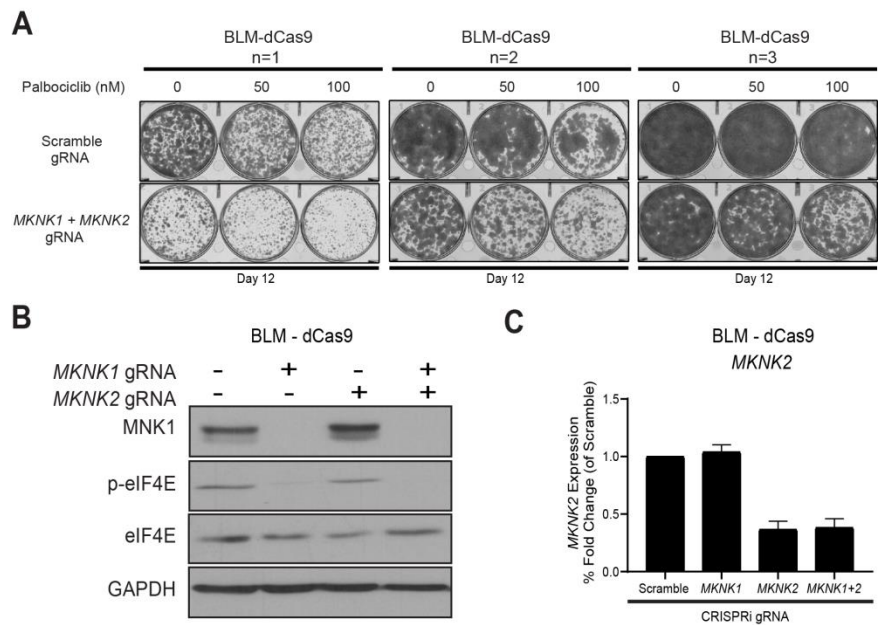 A
BLM-dCas9
n=1
BLM-dCas9
n=2
BLM-dCas9
n=3
Palbociclib (nM)
0 50 100
0 50 100
0 50 100
Scramble
gRNA
MKNK1 + MKNK2
gRNA
Day 12
Day 12
Day 12
B
BLM - dCas9
MKNK1 gRNA - + - +
MKNK2 gRNA - - + +
MNK1
p-eIF4E
eIF4E
GAPDH
C
BLM - dCas9
MKNK2
MKNK2 Expression
% Fold Change (of Scramble)
1.5
1.0
0.5
0.0
Scramble MKNK1 MKNK2 MKNK1+2
CRISPRi gRNA